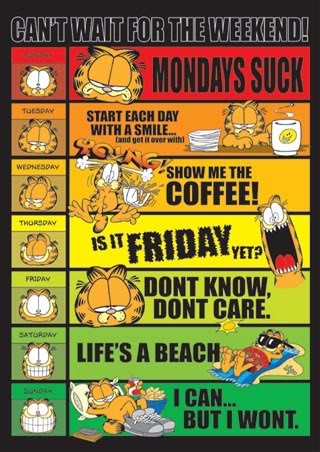 CAN'T WAIT FOR THE WEEKEND!
MONDAY
MONDAYS SUCK
TUESDAY
START EACH DAY
WITH A SMILE...
(and get it over with)
BOING!
WEDNESDAY
SHOW ME THE
COFFEE!
THURSDAY
IS IT FRIDAY YET?
FRIDAY
DONT KNOW,
DONT CARE.
SATURDAY
LIFE'S A BEACH
SUNDAY
I CAN...
BUT I WONT.